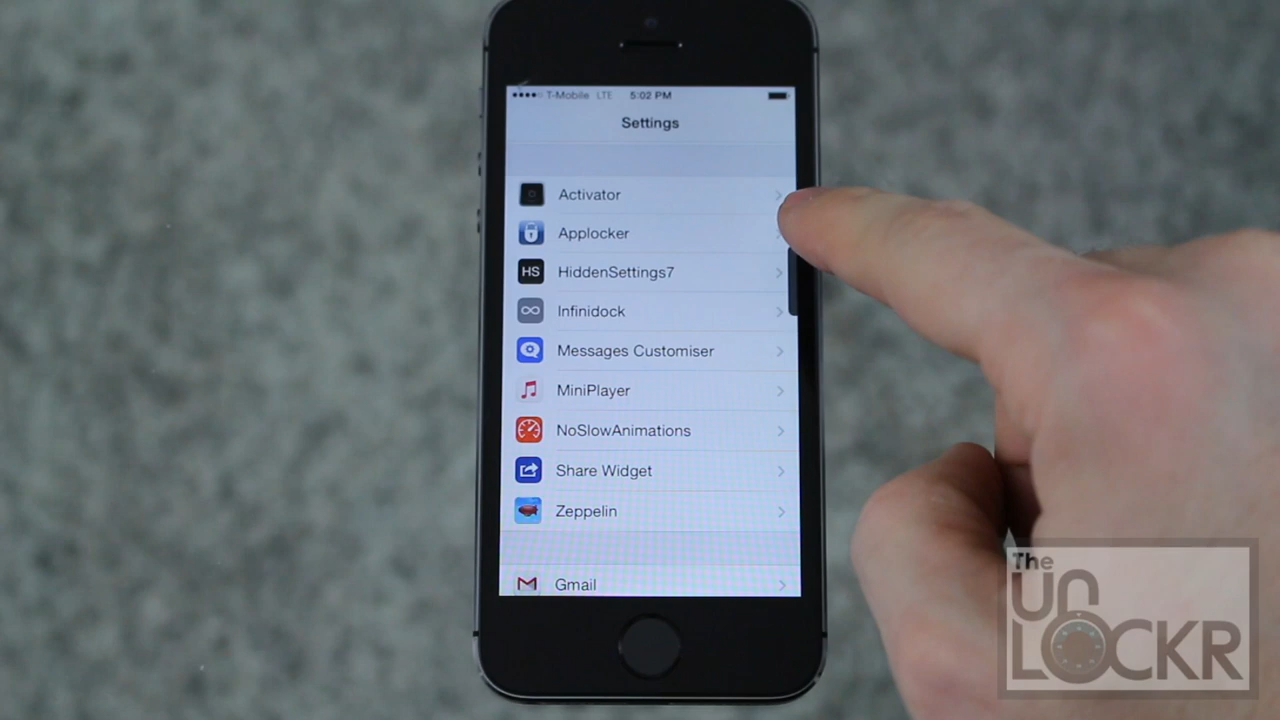 T-Mobile LTE 5:02 PM
Settings
Activator
Applocker
HS HiddenSettings7
Infinidock
Messages Customiser
MiniPlayer
NoSlowAnimations
Share Widget
Zeppelin
Gmail
The
UN
LOCKR